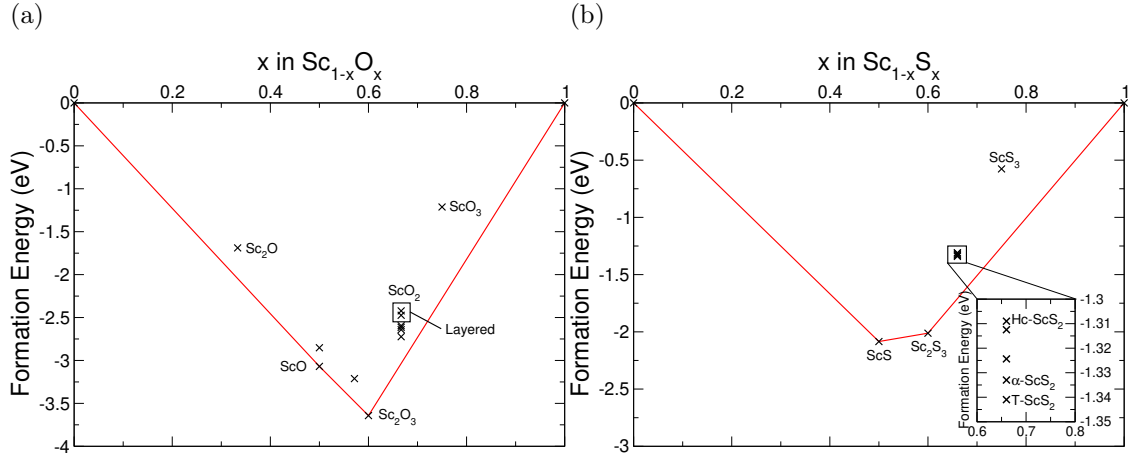 (a)
x in Sc1-xOx
0 0.2 0.4 0.6 0.8 1
Formation Energy (eV)
0
-0.5
-1
-1.5
-2
-2.5
-3
-3.5
-4
ScO3
Sc2O
ScO2
Layered
ScO
Sc2O3
(b)
x in Sc1-xSx
0 0.2 0.4 0.6 0.8 1
Formation Energy (eV)
0
-0.5
-1
-1.5
-2
-2.5
-3
ScS3
ScS
Sc2S3
Formation Energy (eV)
Hc-ScS2
α-ScS2
T-ScS2
-1.3
-1.31
-1.32
-1.33
-1.34
-1.35
0.6 0.7 0.8